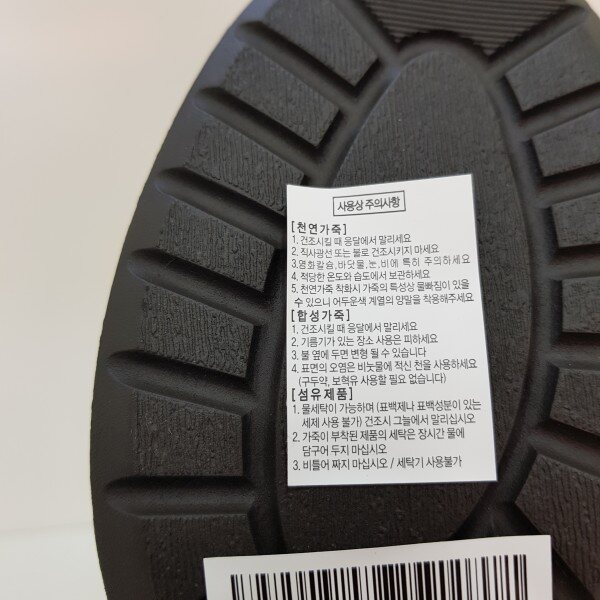 사용상 주의사항
[천연가죽]
1. 건조시킬 때 응달에서 말리세요
2. 직사광선 또는 불로 건조시키지 마세요
3. 염화칼슘, 바닷물, 눈, 비에 특히 주의하세요
4. 적당한 온도와 습도에서 보관하세요
5. 천연가죽 착화시 가죽의 특성상 물빠짐이 있을
수 있으니 어두운색 계열의 양말을 착용해주세요
[합성가죽]
1. 건조시킬 때 응달에서 말리세요
2. 기름기가 있는 장소 사용은 피하세요
3. 불 옆에 두면 변형 될 수 있습니다
4. 표면의 오염은 비눗물에 적신 천을 사용하세요
(구두약, 보혁유 사용할 필요 없습니다)
[섬유제품]
1. 물세탁이 가능하며 (표백제나 표백성분이 있는
세제 사용 불가) 건조시 그늘에서 말리십시오
2. 가죽이 부착된 제품의 세탁은 장시간 물에
담구어 두지 마십시오
3. 비틀어 짜지 마십시오 / 세탁기 사용불가